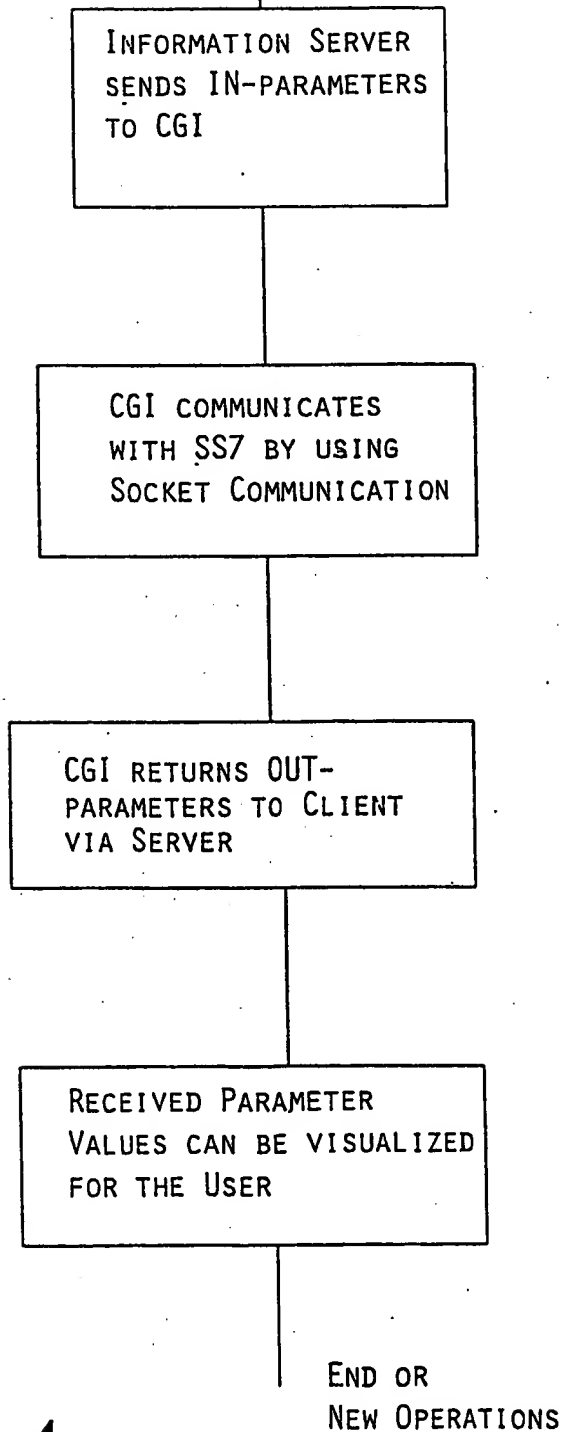 INFORMATION SERVER
SENDS IN-PARAMETERS
TO CGI
CGI COMMUNICATES
WITH SS7 BY USING
SOCKET COMMUNICATION
CGI RETURNS OUT-
PARAMETERS TO CLIENT
VIA SERVER
RECEIVED PARAMETER
VALUES CAN BE VISUALIZED
FOR THE USER
END OR
NEW OPERATIONS